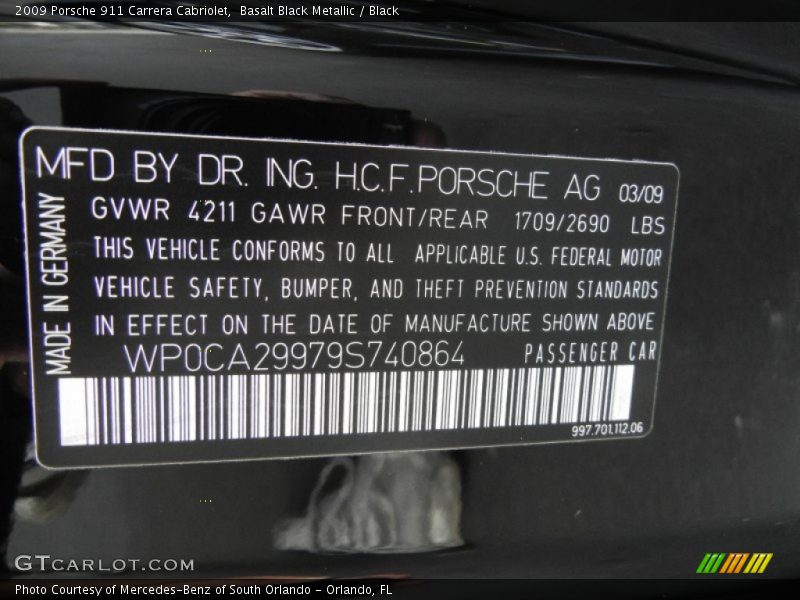 2009 Porsche 911 Carrera Cabriolet,  Basalt Black Metallic / Black
MFD BY DR. ING. H.C.F. PORSCHE AG 03/09
GVWR 4211 GAWR FRONT/REAR 1709/2690 LBS
THIS VEHICLE CONFORMS TO ALL APPLICABLE U.S. FEDERAL MOTOR
VEHICLE SAFETY, BUMPER, AND THEFT PREVENTION STANDARDS
IN EFFECT ON THE DATE OF MANUFACTURE SHOWN ABOVE
WP0CA29979S740864 PASSENGER CAR
MADE IN GERMANY
997.701.112.06
GTCARLOT.COM
Photo Courtesy of Mercedes-Benz of South Orlando - Orlando, FL